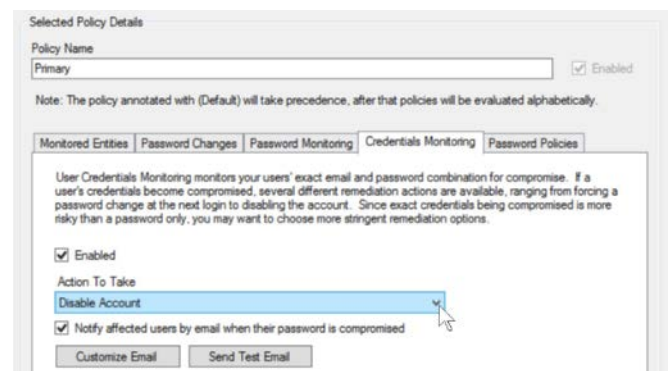 Selected Policy Details
Policy Name
Primary
Enabled
Note: The policy annotated with (Default) will take precedence, after that policies will be evaluated alphabetically.
Monitored Entities Password Changes Password Monitoring Credentials Monitoring Password Policies
User Credentials Monitoring monitors your users' exact email and password combination for compromise. If a
user's credentials become compromised, several different remediation actions are available, ranging from forcing a
password change at the next login to disabling the account. Since exact credentials being compromised is more
risky than a password only, you may want to choose more stringent remediation options.
Enabled
Action To Take
Disable Account
Notify affected users by email when their password is compromised
Customize Email Send Test Email